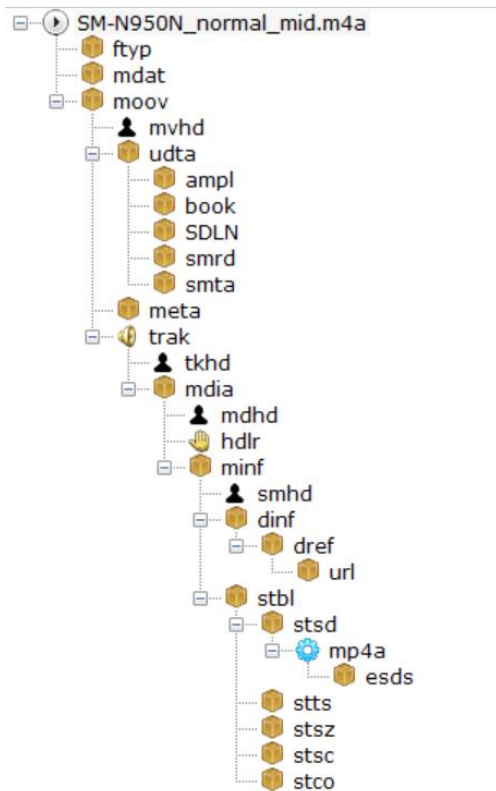 SM-N950N_normal_mid.m4a
ftyp
mdat
moov
mvhd
udta
ampl
book
SDLN
smrd
smta
meta
trak
tkhd
mdia
mdhd
hdlr
minf
smhd
dinf
dref
url
stbl
stsd
mp4a
esds
stts
stsz
stsc
stco